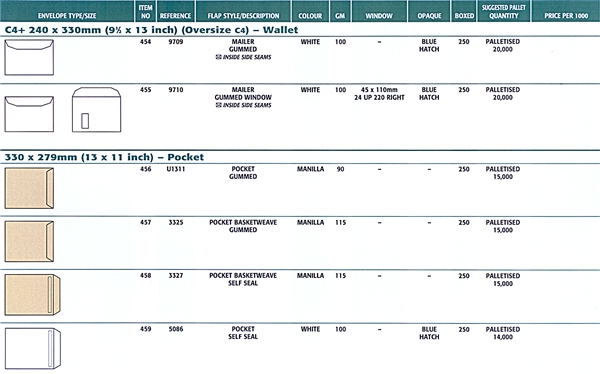 ENVELOPE TYPE/SIZE ITEM NO REFERENCE FLAP STYLE/DESCRIPTION COLOUR GM WINDOW OPAQUE BOXED SUGGESTED PALLET QUANTITY PRICE PER 1000
C4+ 240 x 330mm (9½ x 13 inch) (Oversize C4) – Wallet
454 9709 MAILER WHITE 100 – BLUE 250 PALLETISED
GUMMED HATCH 20,000
INSIDE SIDE SEAMS
455 9710 MAILER WHITE 100 45 x 110mm BLUE 250 PALLETISED
GUMMED WINDOW 24 UP 220 RIGHT HATCH 20,000
INSIDE SIDE SEAMS
330 x 279mm (13 x 11 inch) – Pocket
456 U1311 POCKET MANILLA 90 – – 250 PALLETISED
GUMMED 15,000
457 3325 POCKET BASKETWEAVE MANILLA 115 – – 250 PALLETISED
GUMMED 15,000
458 3327 POCKET BASKETWEAVE MANILLA 115 – – 250 PALLETISED
SELF SEAL 15,000
459 5086 POCKET WHITE 100 – BLUE 250 PALLETISED
SELF SEAL HATCH 14,000